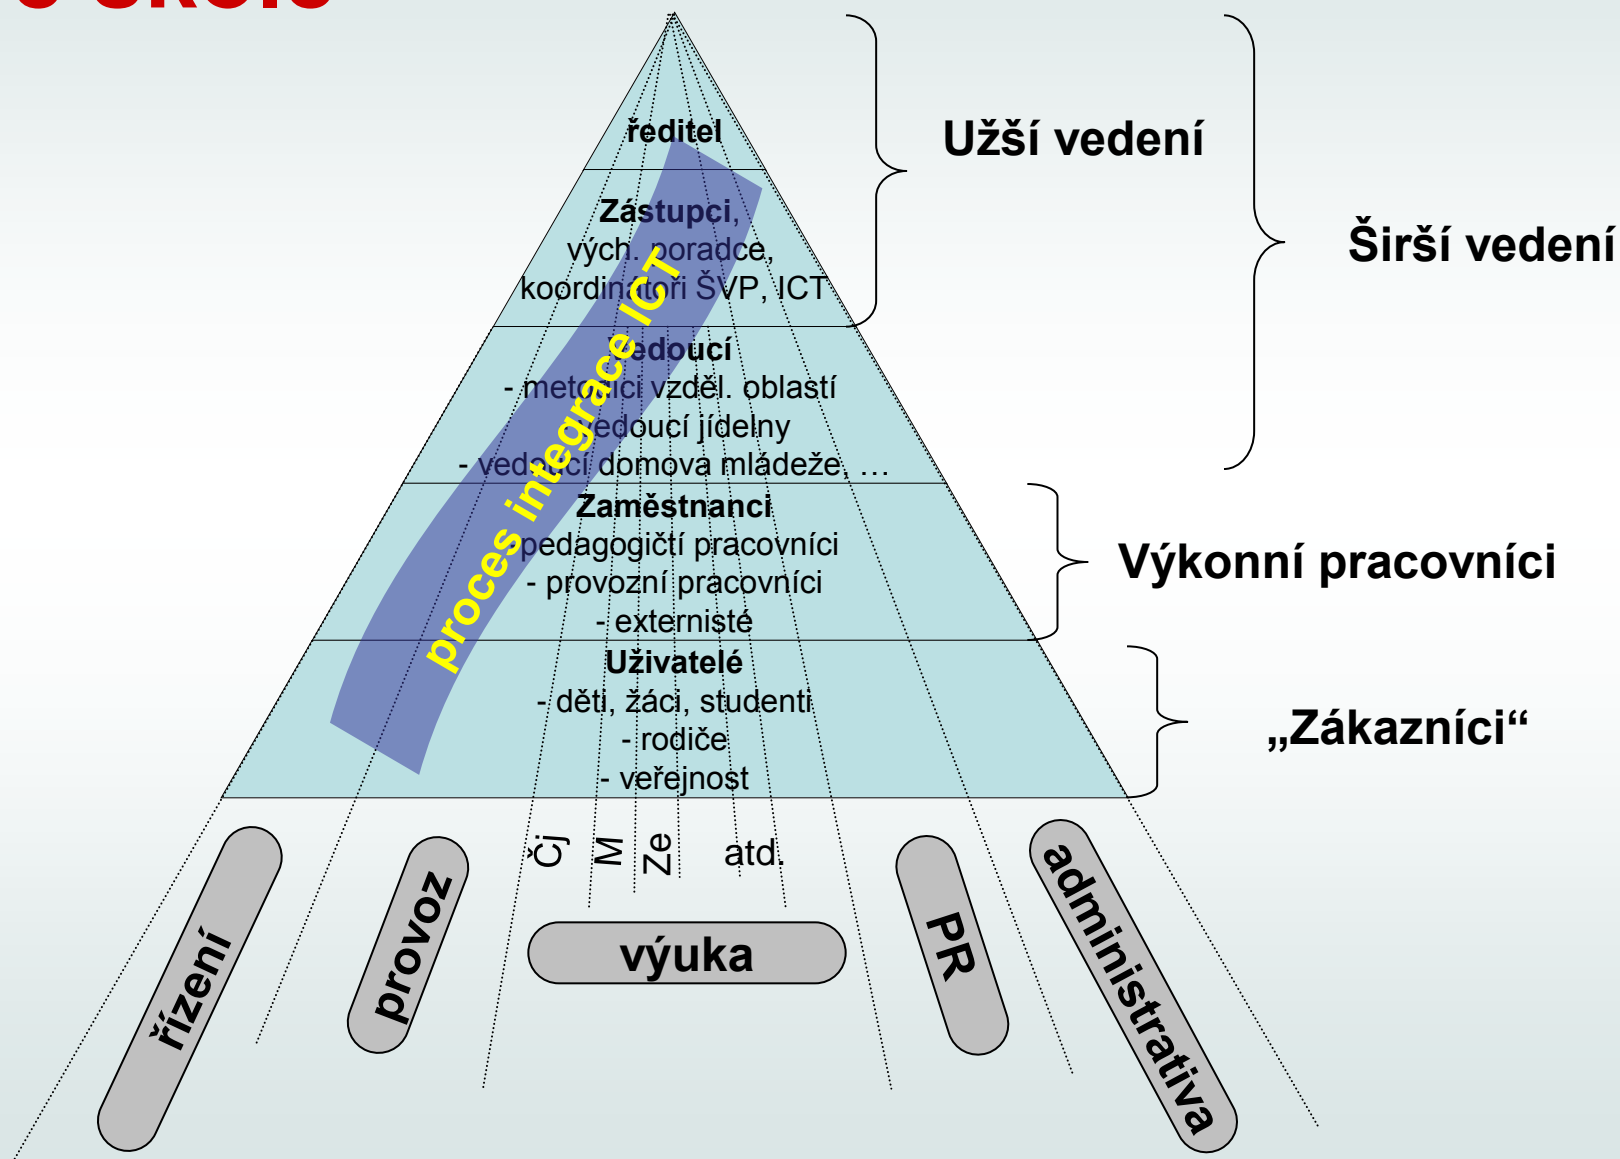 ředitel
Zástupci,
vých. poradce,
koordinátoři ŠVP, ICT
Vedoucí
- metodici vzděl. oblastí
- vedoucí jídelny
- vedoucí domova mládeže, …
Zaměstnanci
- pedagogičtí pracovníci
- provozní pracovníci
- externisté
Uživatelé
- děti, žáci, studenti
- rodiče
- veřejnost
proces integrace ICT
Užší vedení
Širší vedení
Výkonní pracovníci
„Zákazníci“
Čj
M
Ze
atd.
řízení
provoz
výuka
PR
administrativa